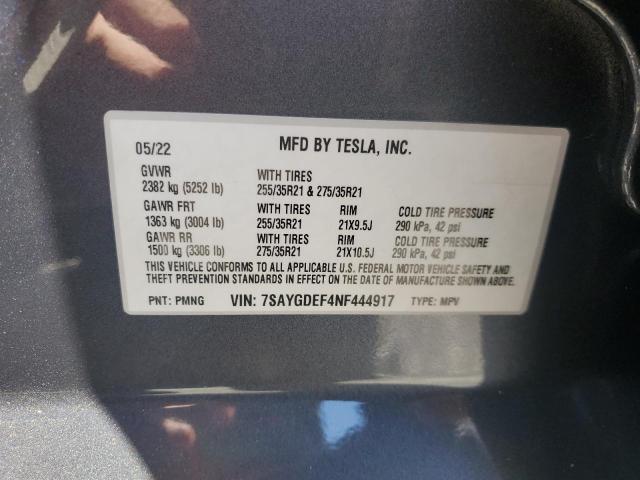 05/22 MFD BY TESLA, INC.
GVWR WITH TIRES
2382 kg (5252 lb) 255/35R21 & 275/35R21
GAWR FRT WITH TIRES RIM COLD TIRE PRESSURE
1363 kg (3004 lb) 255/35R21 21X9.5J 290 kPa, 42 psi
GAWR RR WITH TIRES RIM COLD TIRE PRESSURE
1500 kg (3306 lb) 275/35R21 21X10.5J 290 kPa, 42 psi
THIS VEHICLE CONFORMS TO ALL APPLICABLE U.S. FEDERAL MOTOR VEHICLE SAFETY AND
THEFT PREVENTION STANDARDS IN EFFECT ON THE DATE OF MANUFACTURE SHOWN ABOVE.
PNT: PMNG VIN: 7SAYGDEF4NF444917 TYPE: MPV